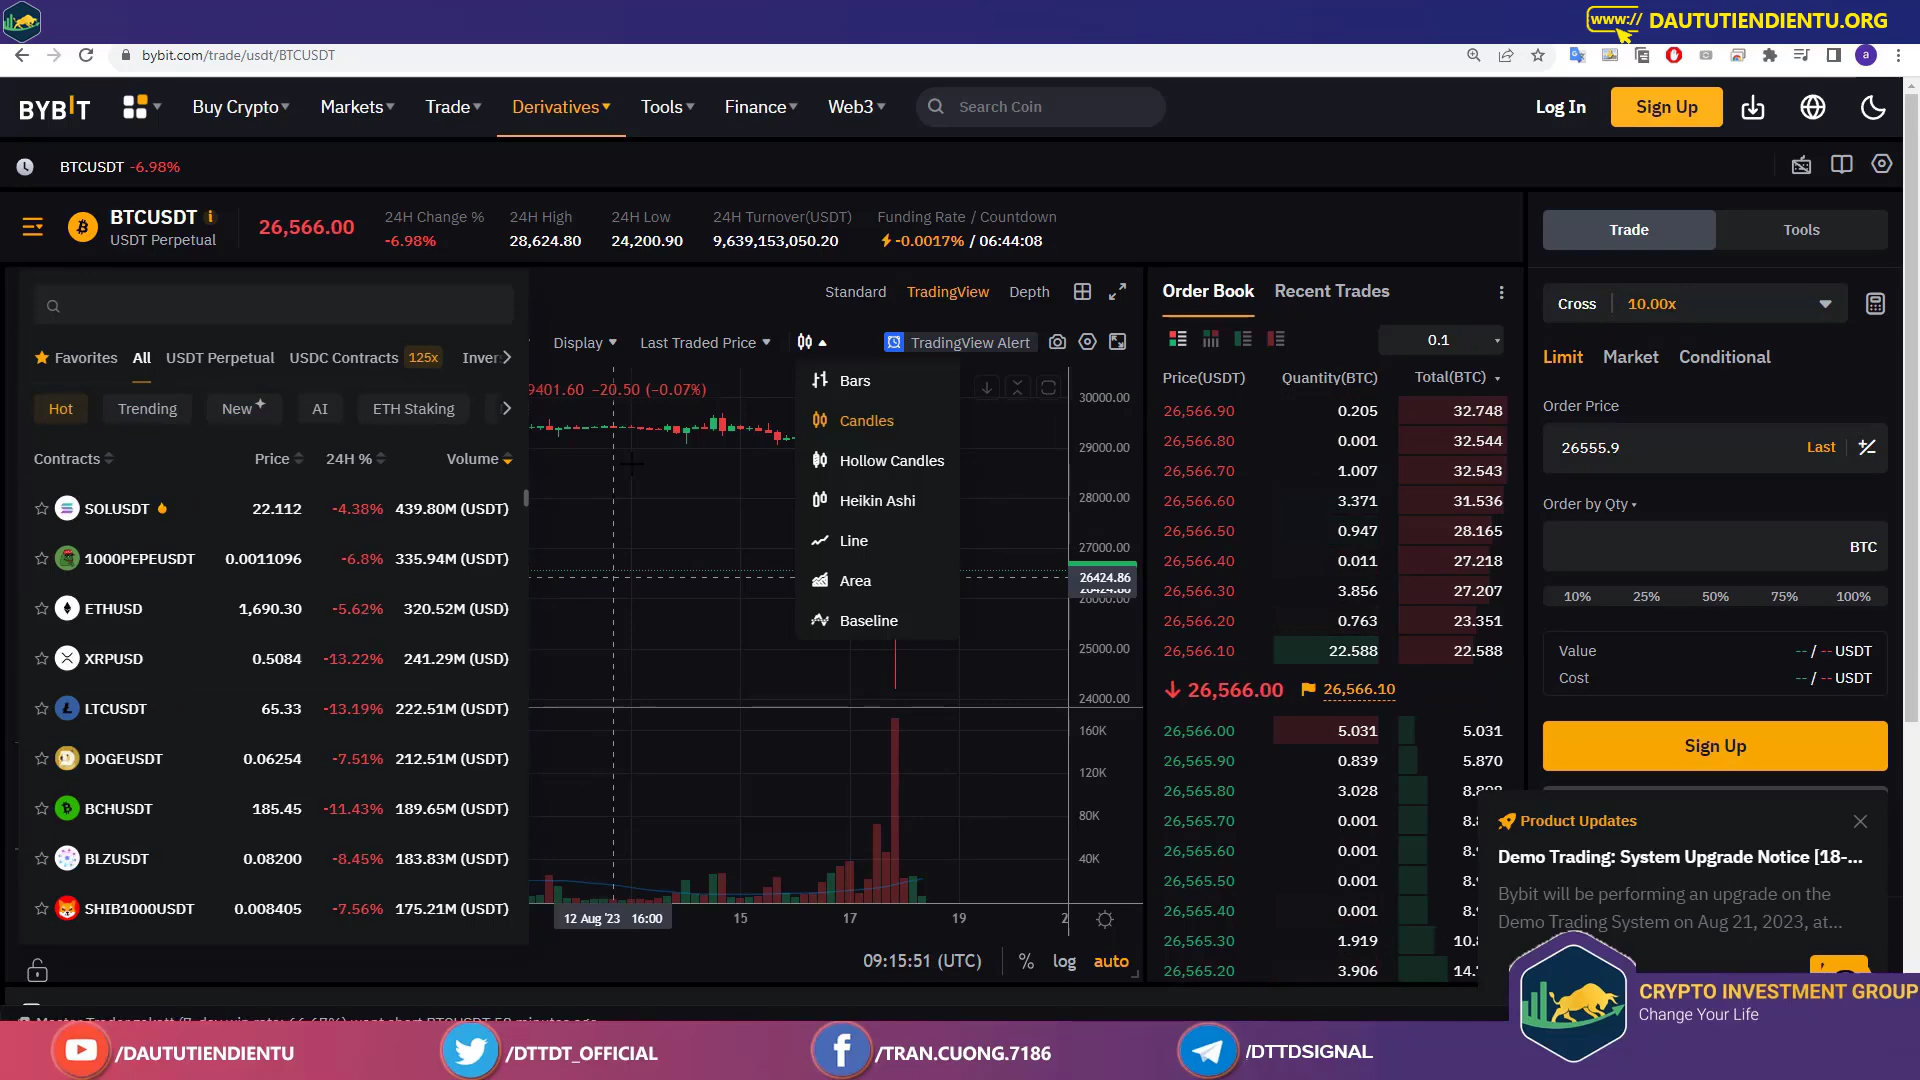 www:// DAUTUTIENDIENTU.ORG
bybit.com/trade/usdt/BTCUSDT
a
BYBIT Buy Crypto Markets Trade Derivatives Tools Finance Web3 Search Coin Log In Sign Up
BTCUSDT -6.98%
BTCUSDT
USDT Perpetual
26,566.00
24H Change % 24H High 24H Low 24H Turnover(USDT) Funding Rate / Countdown
-6.98% 28,624.80 24,200.90 9,639,153,050.20 -0.0017% / 06:44:08
Favorites All USDT Perpetual USDC Contracts 125x Inver
Hot Trending New AI ETH Staking
Contracts Price 24H % Volume
SOLUSDT 22.112 -4.38% 439.80M (USDT)
1000PEPEUSDT 0.0011096 -6.8% 335.94M (USDT)
ETHUSD 1,690.30 -5.62% 320.52M (USD)
XRPUSD 0.5084 -13.22% 241.29M (USD)
LTCUSDT 65.33 -13.19% 222.51M (USDT)
DOGEUSDT 0.06254 -7.51% 212.51M (USDT)
BCHUSDT 185.45 -11.43% 189.65M (USDT)
BLZUSDT 0.08200 -8.45% 183.83M (USDT)
SHIB1000USDT 0.008405 -7.56% 175.21M (USDT)
Standard TradingView Depth
Display Last Traded Price TradingView Alert
9401.60 −20.50 (−0.07%)
Bars
Candles
Hollow Candles
Heikin Ashi
Line
Area
Baseline
30000.00
29000.00
28000.00
27000.00
26424.86
26000.00
25000.00
24000.00
160K
120K
80K
40K
12 Aug '23 16:00 15 17 19 2
09:15:51 (UTC) % log auto
Order Book Recent Trades
0.1
Price(USDT) Quantity(BTC) Total(BTC)
26,566.90 0.205 32.748
26,566.80 0.001 32.544
26,566.70 1.007 32.543
26,566.60 3.371 31.536
26,566.50 0.947 28.165
26,566.40 0.011 27.218
26,566.30 3.856 27.207
26,566.20 0.763 23.351
26,566.10 22.588 22.588
26,566.00 26,566.10
26,566.00 5.031 5.031
26,565.90 0.839 5.870
26,565.80 3.028 8.898
26,565.70 0.001 8.
26,565.60 0.001 8.
26,565.50 0.001 8.
26,565.40 0.001 8.
26,565.30 1.919 10.
26,565.20 3.906 14.
Trade Tools
Cross 10.00x
Limit Market Conditional
Order Price
26555.9 Last
Order by Qty
BTC
10% 25% 50% 75% 100%
Value -- / -- USDT
Cost -- / -- USDT
Sign Up
Product Updates
Demo Trading: System Upgrade Notice [18-...
Bybit will be performing an upgrade on the
Demo Trading System on Aug 21, 2023, at...
CRYPTO INVESTMENT GROUP
Change Your Life
/DAUTUTIENDIENTU /DTTDT_OFFICIAL /TRAN.CUONG.7186 /DTTDSIGNAL